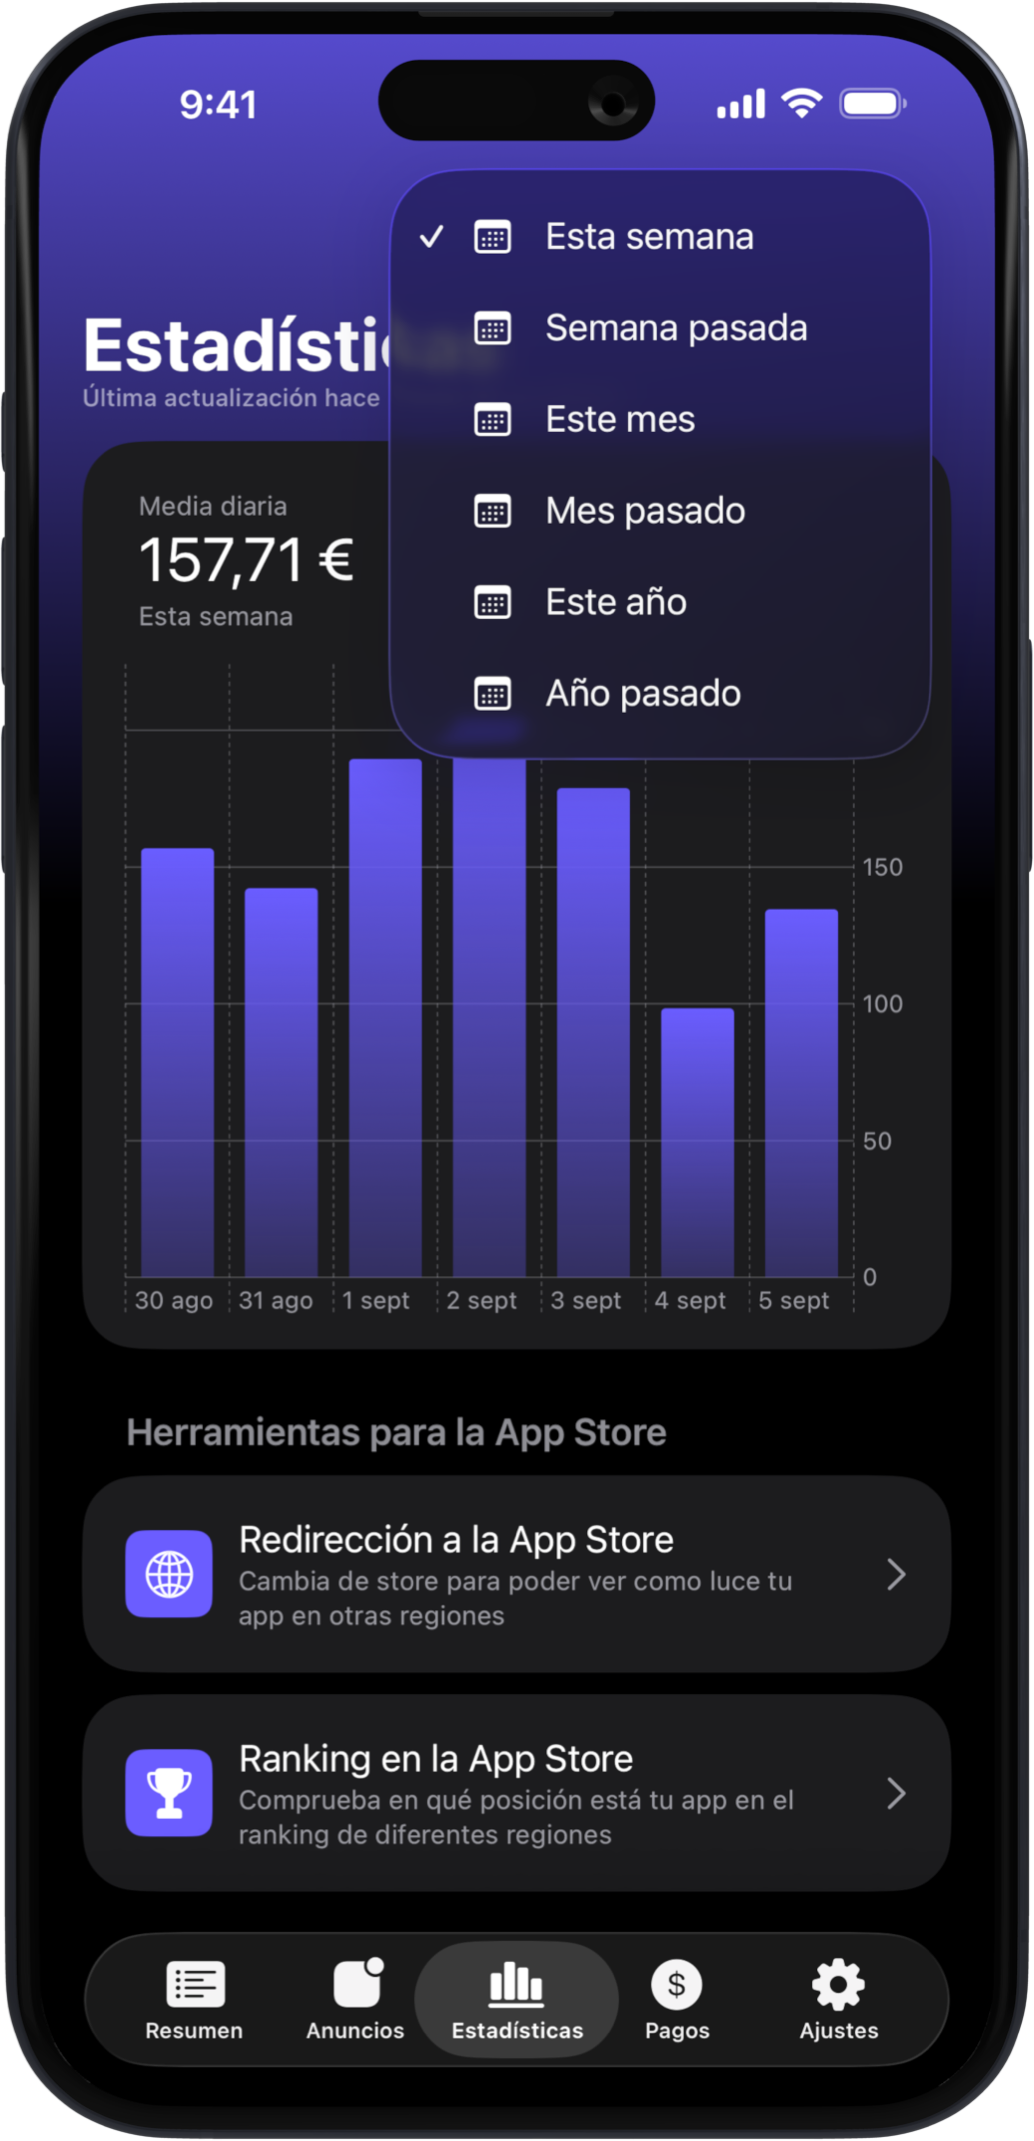 9:41
Esta semana
Semana pasada
Este mes
Mes pasado
Este año
Año pasado
Última actualización hace
Media diaria
157,71 €
Esta semana
150
100
50
0
30 ago
31 ago
1 sept
2 sept
3 sept
4 sept
5 sept
Herramientas para la App Store
Redirección a la App Store
Cambia de store para poder ver como luce tu
app en otras regiones
Ranking en la App Store
Comprueba en qué posición está tu app en el
ranking de diferentes regiones
Resumen
Anuncios
Estadísticas
$
Pagos
Ajustes